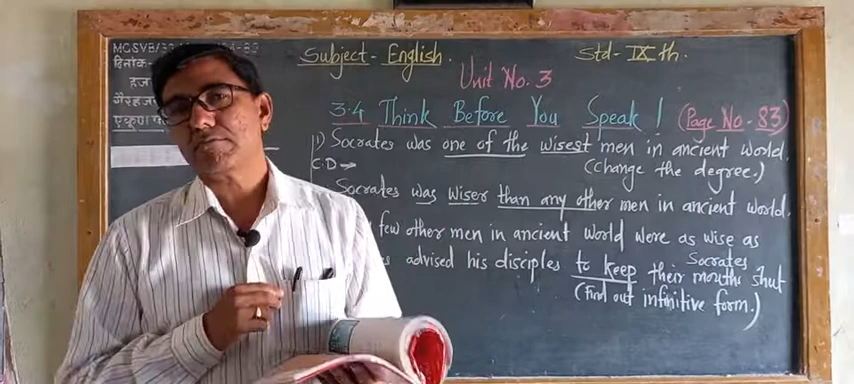 Subject - English.
Std - IX th.
Unit No. 3
दिनांक-
3.4 Think Before You Speak! (Page No - 83)
1) Socrates was one of the wisest men in ancient world.
C.D → (Change the degree.)
Socrates was wiser than any other men in ancient world.
few other men in ancient world were as wise as
Socrates
advised his disciples to keep their mouths shut
(Find out infinitive form.)